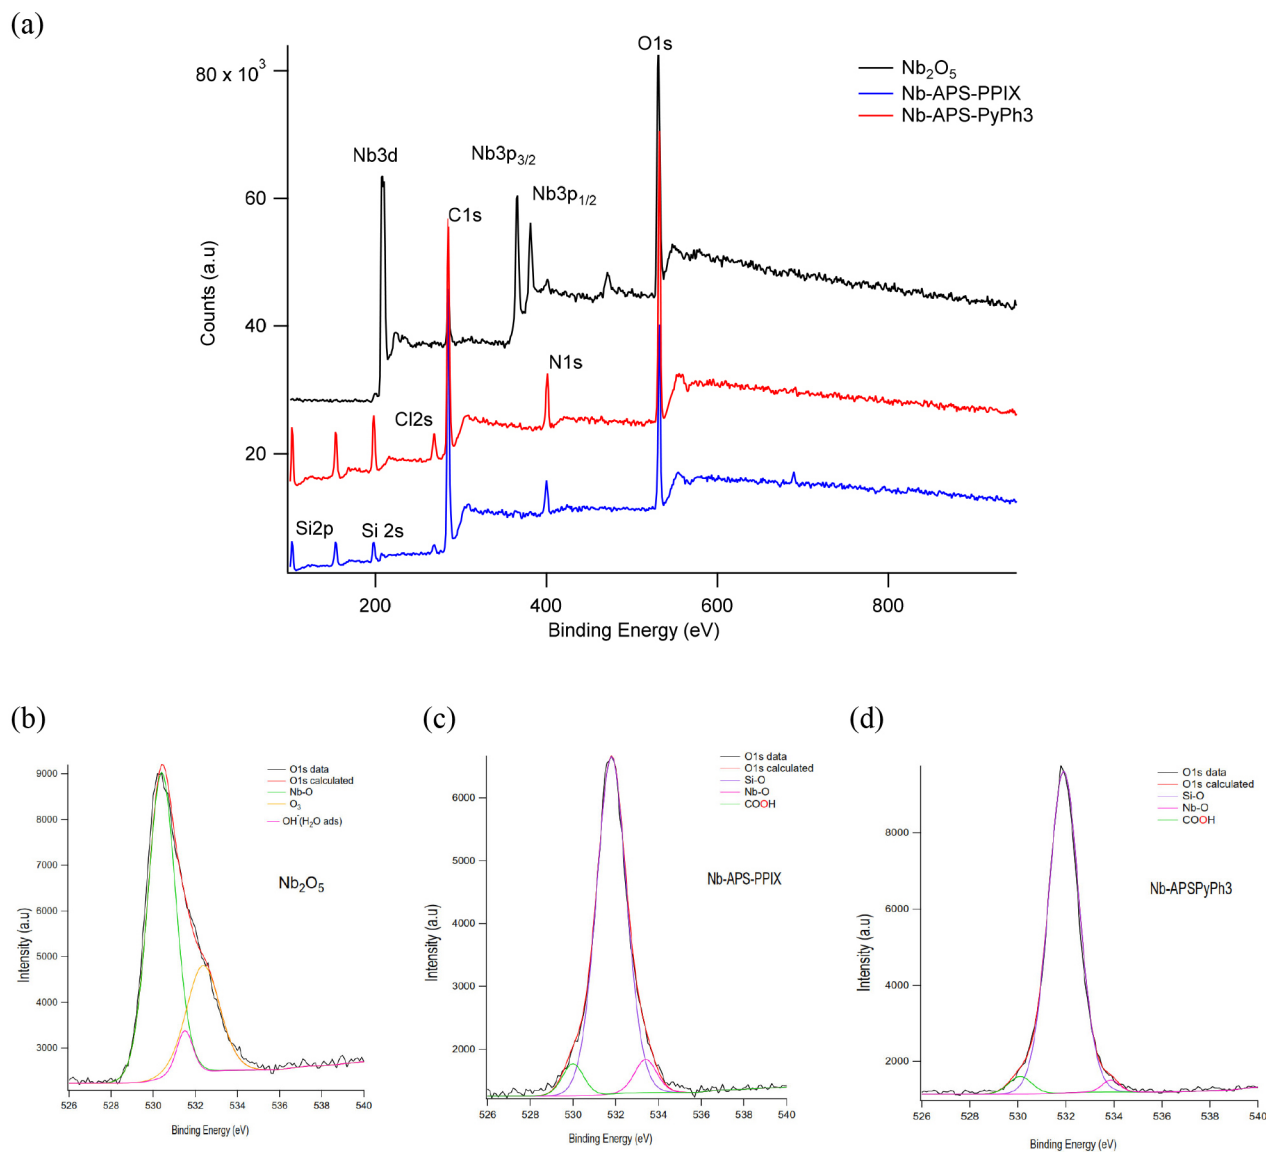 (a)
O1s
80 x 10³
Nb₂O₅
Nb-APS-PPIX
Nb-APS-PyPh3
Nb3d
Nb3p₃/₂
Nb3p₁/₂
C1s
60
Counts (a.u)
40
N1s
Cl2s
20
Si2p
Si 2s
200
400
600
800
Binding Energy (eV)
(b)
O1s data
O1s calculated
Nb-O
O₃
OH⁻(H₂O ads)
Nb₂O₅
9000
8000
7000
6000
5000
4000
3000
Intensity (a.u)
526 528 530 532 534 536 538 540
Binding Energy (eV)
(c)
O1s data
O1s calculated
Si-O
Nb-O
COOH
Nb-APS-PPIX
6000
5000
4000
3000
2000
Intensity (a.u)
526 528 530 532 534 536 538 540
Binding Energy (eV)
(d)
O1s data
O1s calculated
Si-O
Nb-O
COOH
Nb-APSPyPh3
8000
6000
4000
2000
Intensity (a.u)
526 528 530 532 534 536 538 540
Binding Energy (eV)